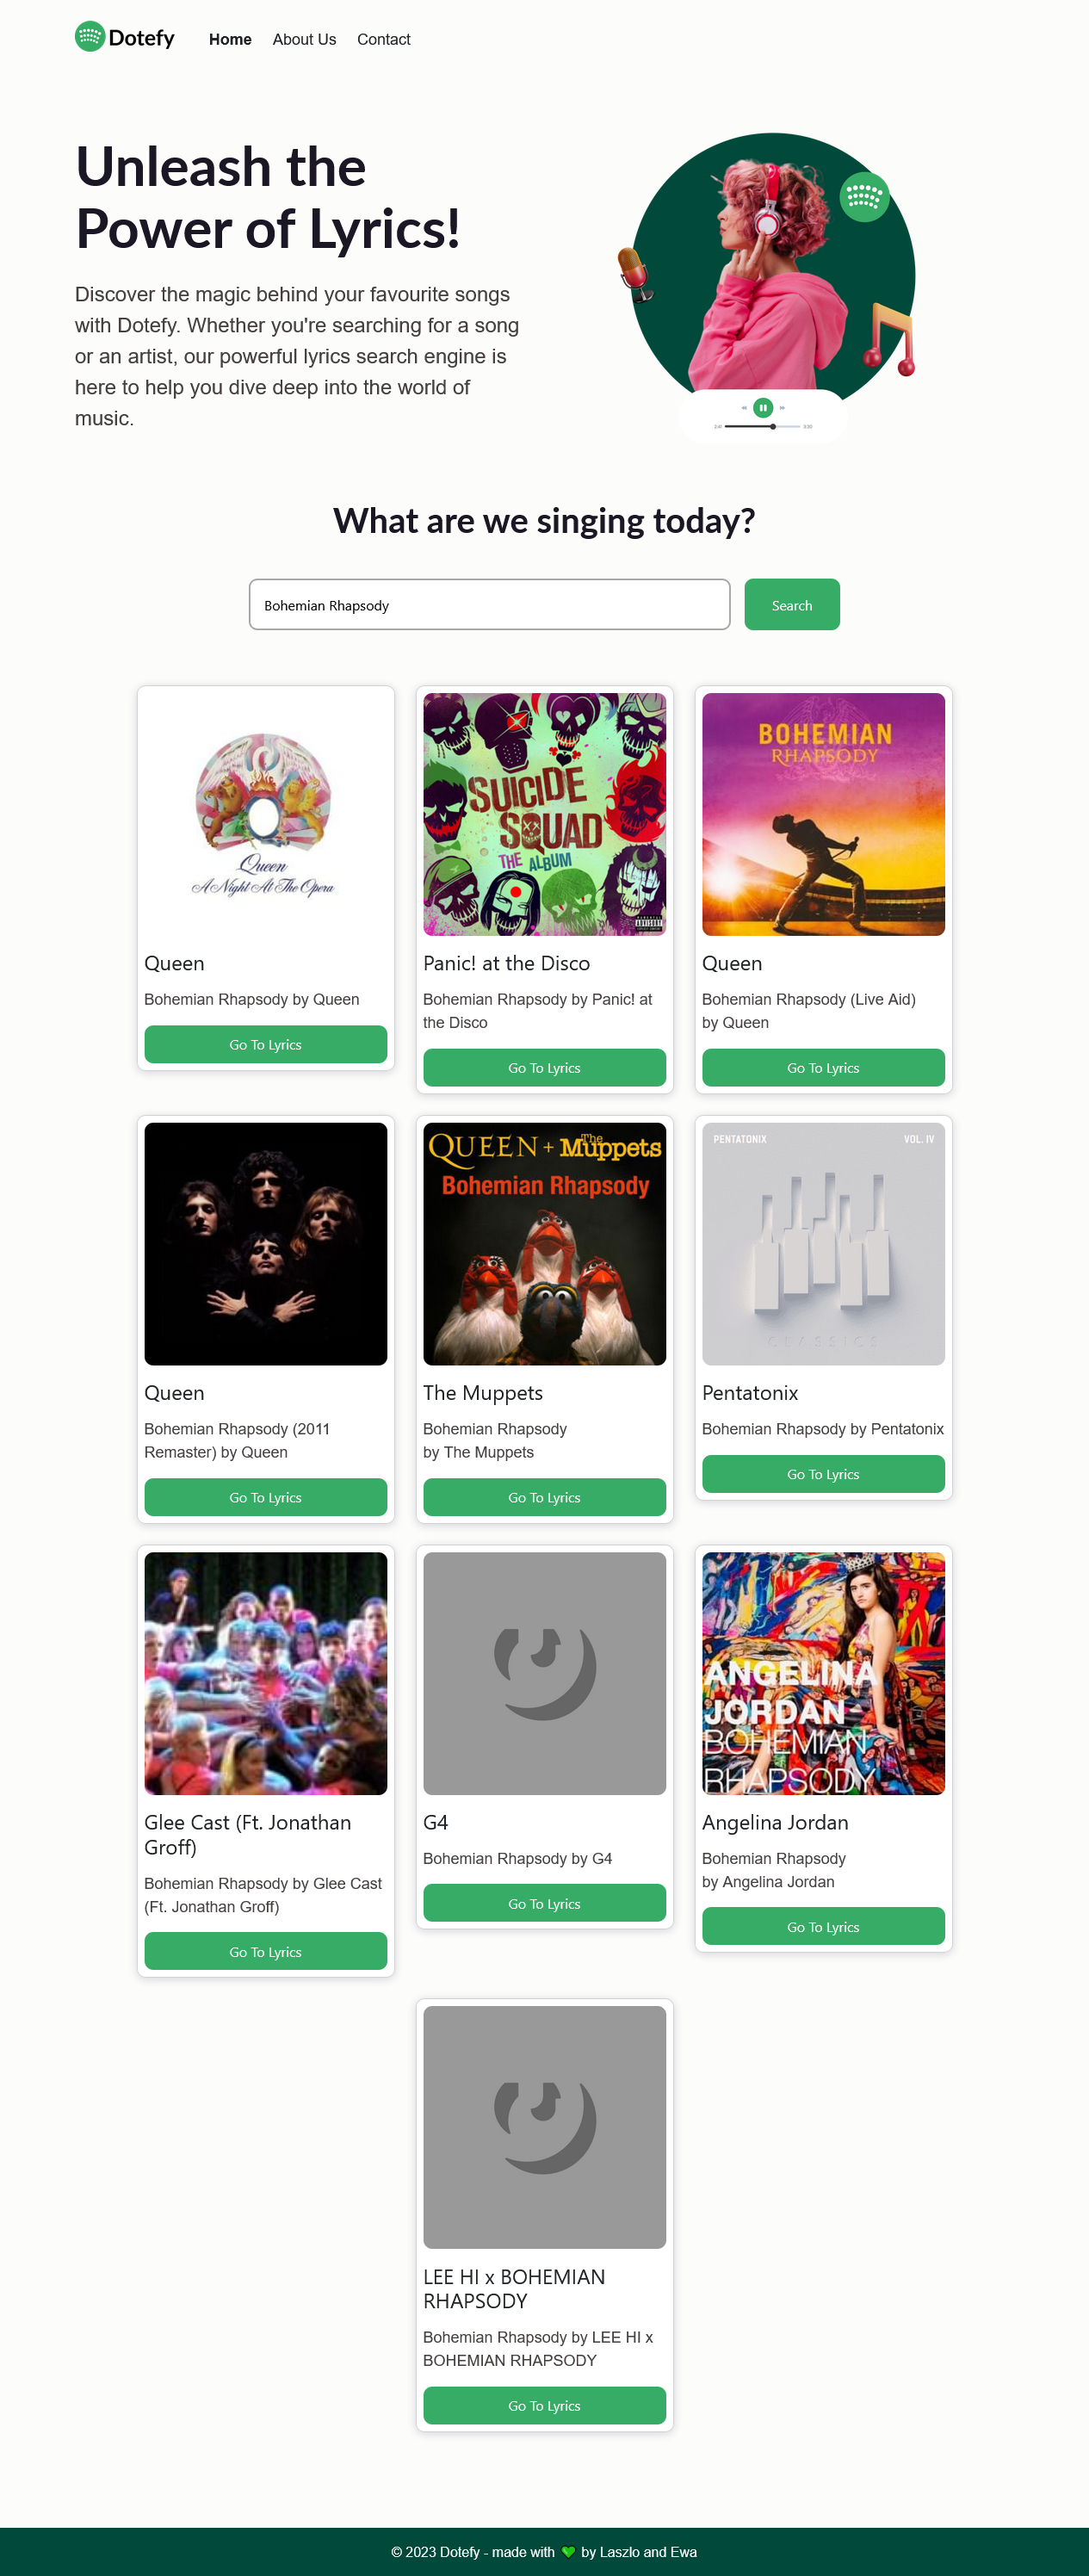 Dotefy
Home
About Us
Contact
Unleash the
Power of Lyrics!
Discover the magic behind your favourite songs
with Dotefy. Whether you're searching for a song
or an artist, our powerful lyrics search engine is
here to help you dive deep into the world of
music.
What are we singing today?
Bohemian Rhapsody
Search
Queen
A Night At The Opera
SUICIDE
SQUAD
THE ALBUM
BOHEMIAN
RHAPSODY
Queen
Bohemian Rhapsody by Queen
Go To Lyrics
Panic! at the Disco
Bohemian Rhapsody by Panic! at
the Disco
Go To Lyrics
Queen
Bohemian Rhapsody (Live Aid)
by Queen
Go To Lyrics
QUEEN + The Muppets
Bohemian Rhapsody
PENTATONIX
VOL. IV
CLASSICS
Queen
Bohemian Rhapsody (2011
Remaster) by Queen
Go To Lyrics
The Muppets
Bohemian Rhapsody
by The Muppets
Go To Lyrics
Pentatonix
Bohemian Rhapsody by Pentatonix
Go To Lyrics
ANGELINA
JORDAN
BOHEMIAN
RHAPSODY
Glee Cast (Ft. Jonathan
Groff)
Bohemian Rhapsody by Glee Cast
(Ft. Jonathan Groff)
Go To Lyrics
G4
Bohemian Rhapsody by G4
Go To Lyrics
Angelina Jordan
Bohemian Rhapsody
by Angelina Jordan
Go To Lyrics
LEE HI x BOHEMIAN
RHAPSODY
Bohemian Rhapsody by LEE HI x
BOHEMIAN RHAPSODY
Go To Lyrics
© 2023 Dotefy - made with 💚 by Laszlo and Ewa